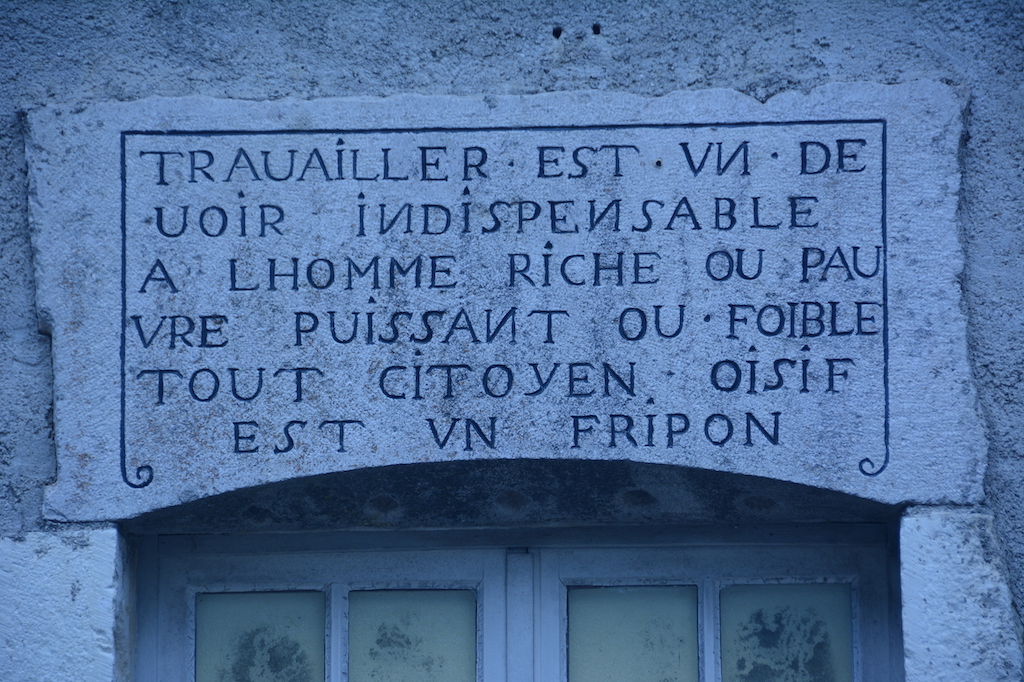 TRAUAILLER · EST · VN · DE
UOIR INDISPENSABLE
A LHOMME RICHE OU PAU
VRE PUISSANT OU · FOIBLE
TOUT CITOYEN OISIF
EST VN FRIPON